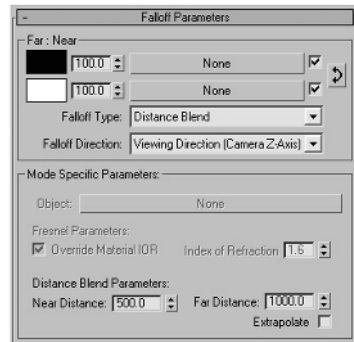 - Falloff Parameters
Far : Near
100.0 None
100.0 None
Falloff Type: Distance Blend
Falloff Direction: Viewing Direction (Camera Z-Axis)
Mode Specific Parameters:
Object: None
Fresnel Parameters:
Override Material IOR Index of Refraction 1.6
Distance Blend Parameters:
Near Distance: 500.0 Far Distance: 1000.0
Extrapolate